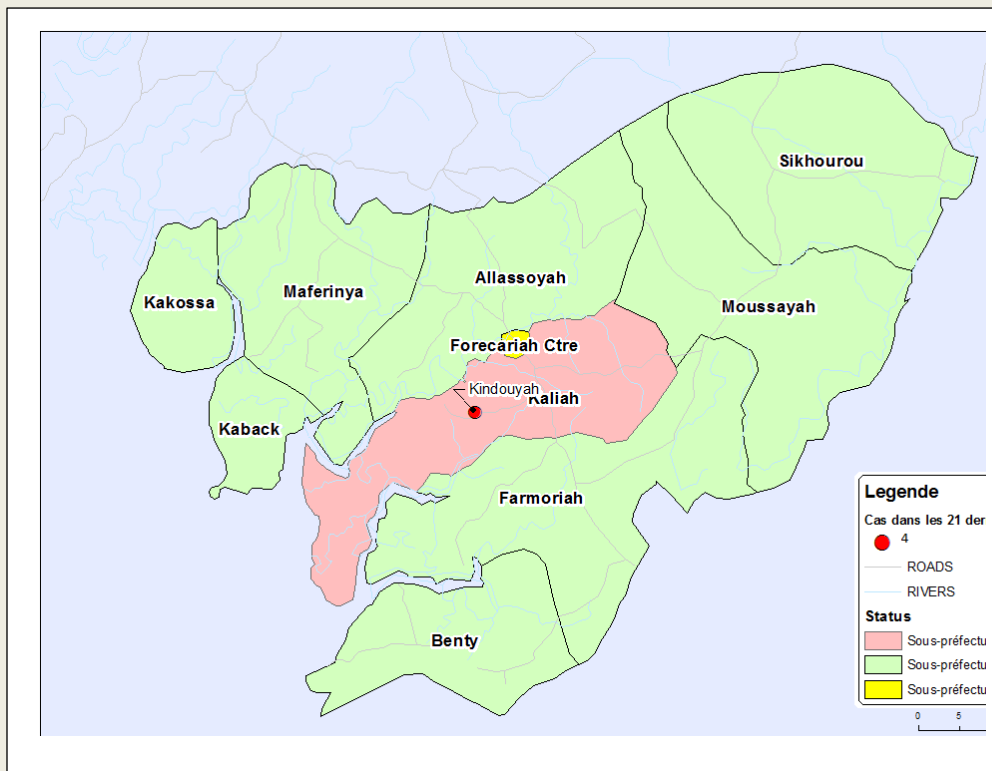 Sikhourou
Allassoyah
Maferinya
Kakossa
Moussayah
Forecariah Ctre
Kindouyah
Kaliah
Kaback
Farmoriah
Benty
Legende
Cas dans les 21 der
4
ROADS
RIVERS
Status
Sous-préfectu
Sous-préfectu
Sous-préfectu
0 5